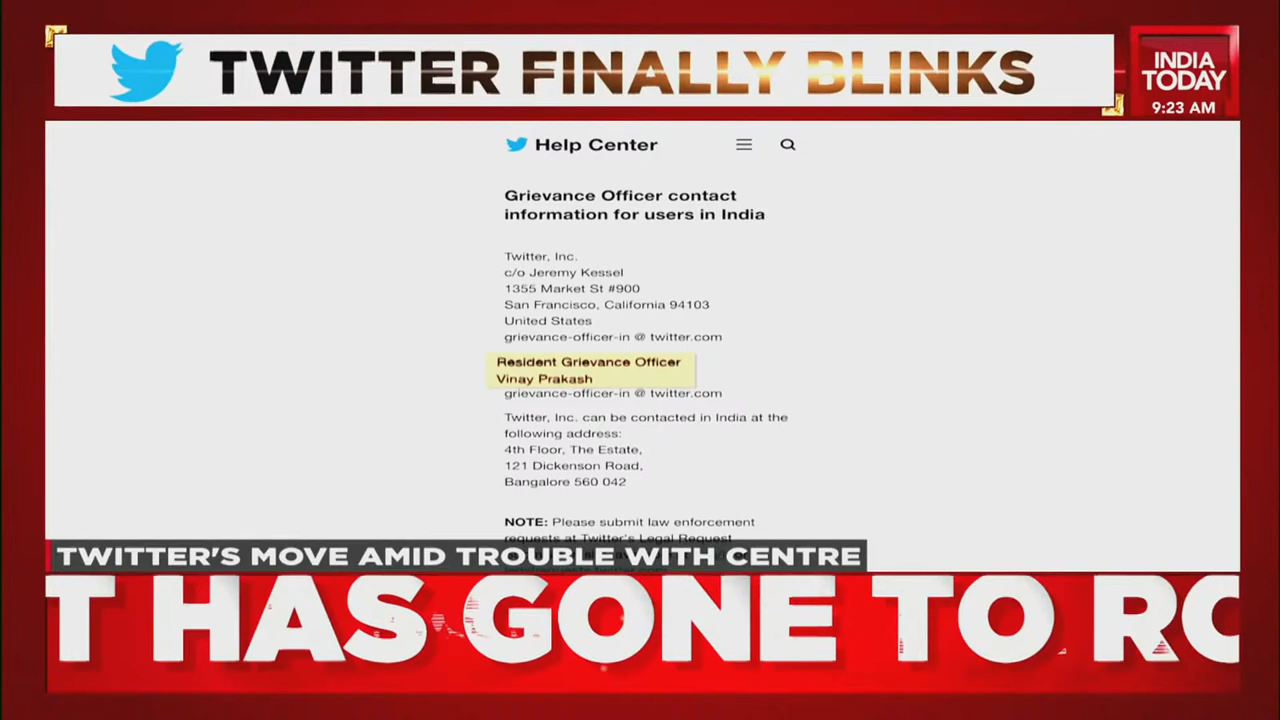 TWITTER FINALLY BLINKS
INDIA
TODAY
9:23 AM
Help Center
Grievance Officer contact
information for users in India
Twitter, Inc.
c/o Jeremy Kessel
1355 Market St #900
San Francisco, California 94103
United States
grievance-officer-in @ twitter.com
Resident Grievance Officer
Vinay Prakash
grievance-officer-in @ twitter.com
Twitter, Inc. can be contacted in India at the
following address:
4th Floor, The Estate,
121 Dickenson Road,
Bangalore 560 042
NOTE: Please submit law enforcement
requests at Twitter's Legal Request
TWITTER'S MOVE AMID TROUBLE WITH CENTRE
T HAS GONE TO RO